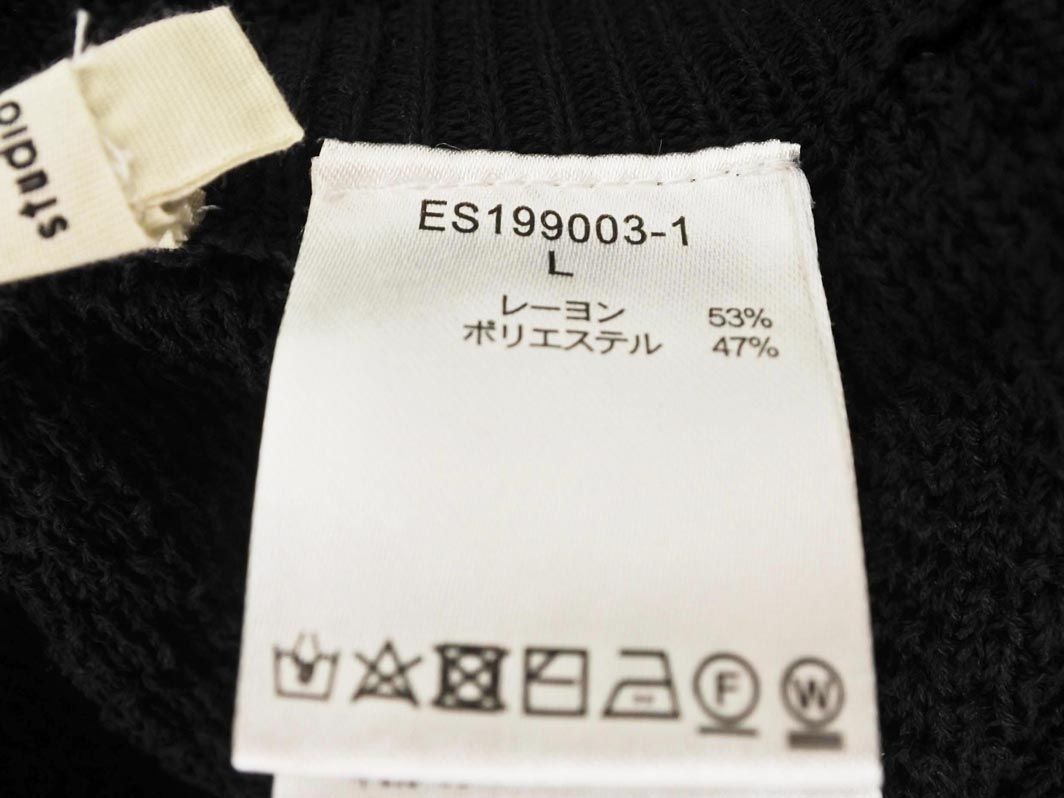 studio
ES199003-1
L
レーヨン 53%
ポリエステル 47%
F
W